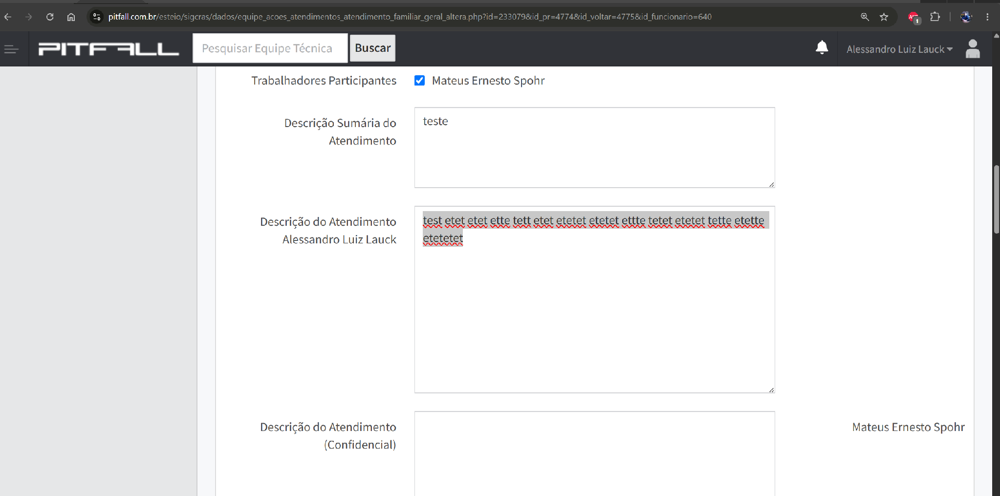 pitfall.com.br/esteio/sigcras/dados/equipe_acoes_atendimentos_atendimento_familiar_geral_altera.php?id=233079&id_pr=4774&id_voltar=4775&id_funcionario=640
ABP
1
PITFALL
Pesquisar Equipe Técnica
Buscar
Alessandro Luiz Lauck
Trabalhadores Participantes
Mateus Ernesto Spohr
Descrição Sumária do
Atendimento
teste
Descrição do Atendimento
Alessandro Luiz Lauck
test etet etet ette tett etet etetet etetet ettte tetet etetet tette etette
etetetet
Descrição do Atendimento
(Confidencial)
Mateus Ernesto Spohr